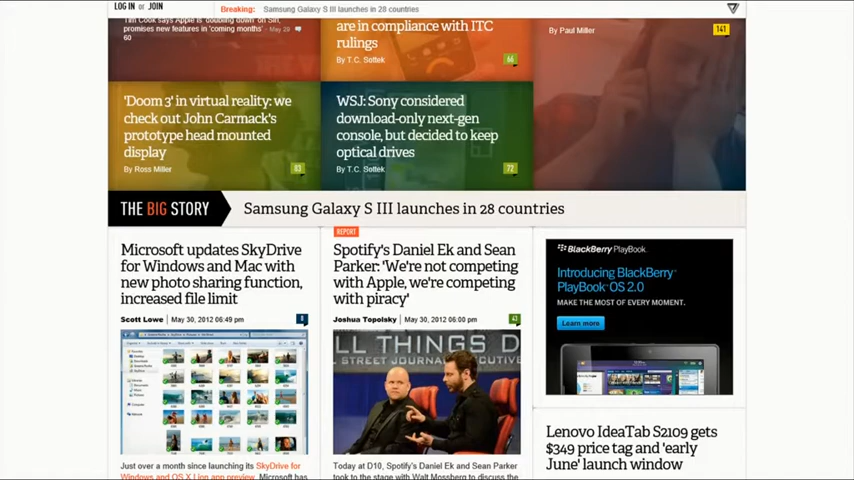 LOG IN or JOIN
Breaking: Samsung Galaxy S III launches in 28 countries
Tim Cook says Apple is 'doubling down' on Siri,
promises new features in 'coming months' May 29
60
are in compliance with ITC
rulings
By T.C. Sottek
66
By Paul Miller
141
'Doom 3' in virtual reality: we
check out John Carmack's
prototype head mounted
display
By Ross Miller
93
WSJ: Sony considered
download-only next-gen
console, but decided to keep
optical drives
By T.C. Sottek
72
THE BIG STORY
Samsung Galaxy S III launches in 28 countries
Microsoft updates SkyDrive
for Windows and Mac with
new photo sharing function,
increased file limit
Scott Lowe | May 30, 2012 06:49 pm
8
Just over a month since launching its SkyDrive for
Windows and OS X Lion app preview, Microsoft has
REPORT
Spotify's Daniel Ek and Sean
Parker: 'We're not competing
with Apple, we're competing
with piracy'
Joshua Topolsky | May 30, 2012 06:00 pm
43
LL THINGS D
STREET JOURNAL EXECUTIVE
Today at D10, Spotify's Daniel Ek and Sean Parker
took to the stage with Walt Mossberg to discuss the
BlackBerry PlayBook.
Introducing BlackBerry®
PlayBook™ OS 2.0
MAKE THE MOST OF EVERY MOMENT.
Learn more
Lenovo IdeaTab S2109 gets
$349 price tag and 'early
June' launch window